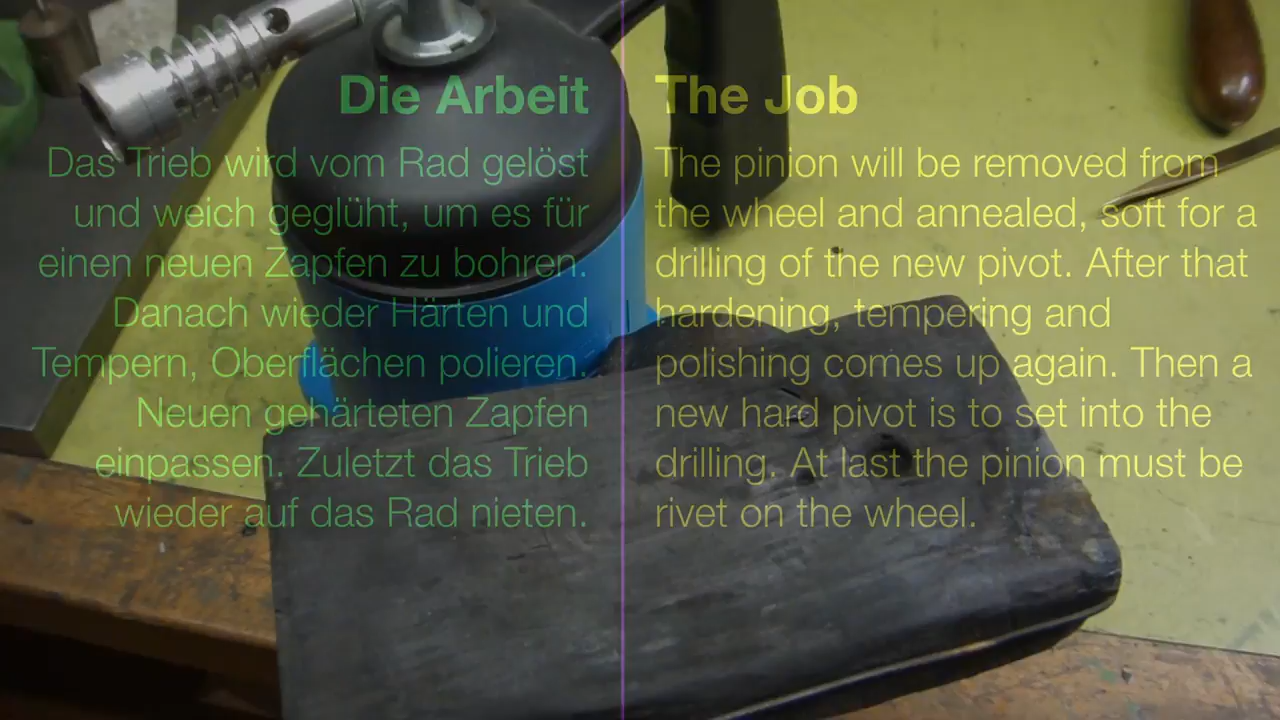 Die Arbeit
Das Trieb wird vom Rad gelöst
und weich geglüht, um es für
einen neuen Zapfen zu bohren.
Danach wieder Härten und
Tempern, Oberflächen polieren.
Neuen gehärteten Zapfen
einpassen. Zuletzt das Trieb
wieder auf das Rad nieten.
The Job
The pinion will be removed from
the wheel and annealed, soft for a
drilling of the new pivot. After that
hardening, tempering and
polishing comes up again. Then a
new hard pivot is to set into the
drilling. At last the pinion must be
rivet on the wheel.